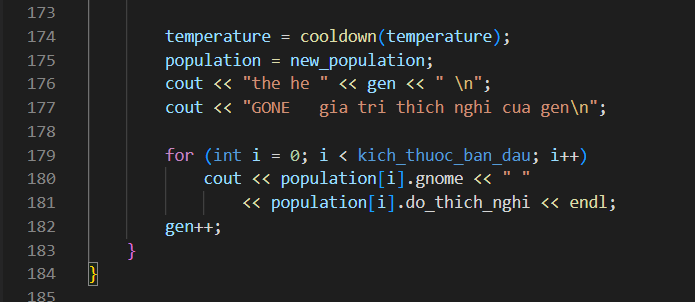 173
174 temperature = cooldown(temperature);
175 population = new_population;
176 cout << "the he " << gen << " \n";
177 cout << "GONE   gia tri thich nghi cua gen\n";
178
179 for (int i = 0; i < kich_thuoc_ban_dau; i++)
180 cout << population[i].gnome << " "
181 << population[i].do_thich_nghi << endl;
182 gen++;
183 }
184 }
185